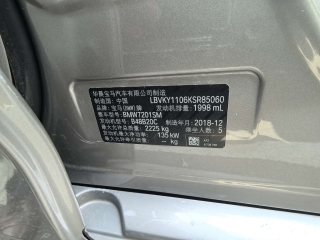 华晨宝马汽车有限公司制造
制造国: 中国 LBVKY1106KSR85060
品牌: 宝马(BMW)牌 发动机排量: 1998 mL
整车型号: BMW7201SM
发动机型号: B48B20C 制造年月: 2018-12
最大允许总质量: 2225 kg 乘坐人数: 5
发动机最大净功率: 135 kW
-- kg